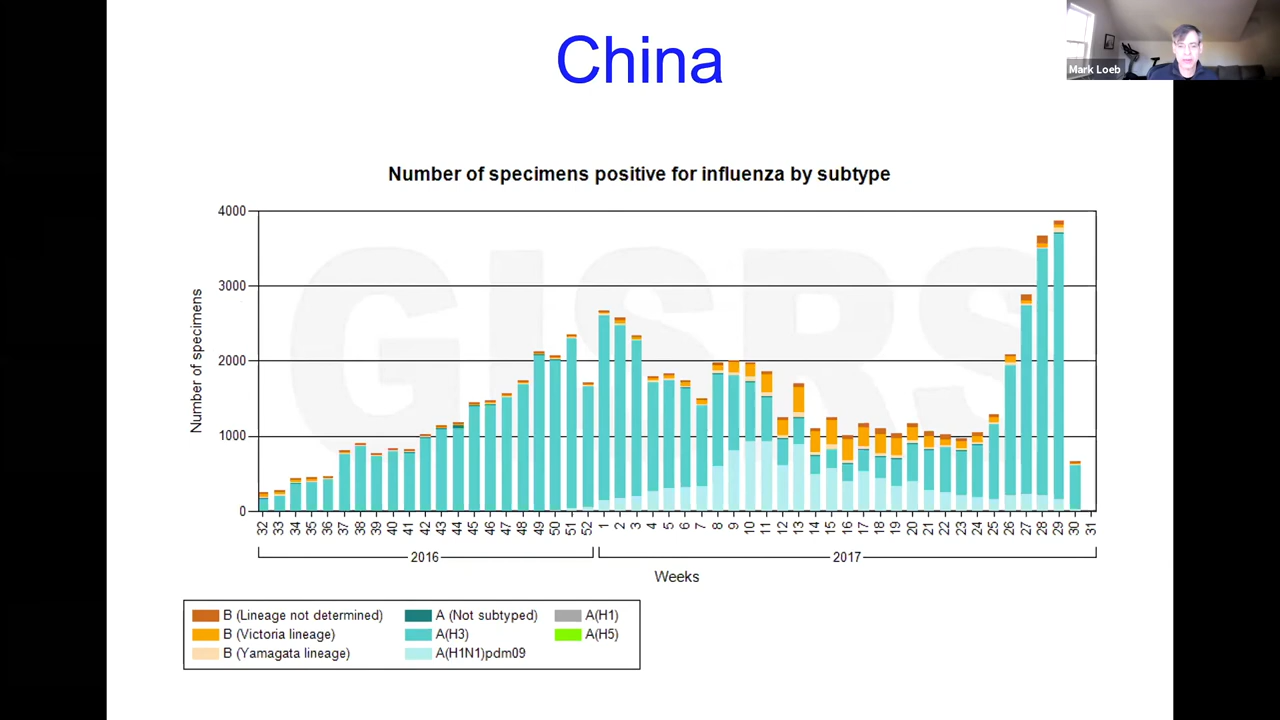 China
Mark Loeb
Number of specimens positive for influenza by subtype
GISRS
Number of specimens
4000
3000
2000
1000
0
32 33 34 35 36 37 38 39 40 41 42 43 44 45 46 47 48 49 50 51 52 1 2 3 4 5 6 7 8 9 10 11 12 13 14 15 16 17 18 19 20 21 22 23 24 25 26 27 28 29 30 31
2016 2017
Weeks
B (Lineage not determined) A (Not subtyped) A(H1)
B (Victoria lineage) A(H3) A(H5)
B (Yamagata lineage) A(H1N1)pdm09